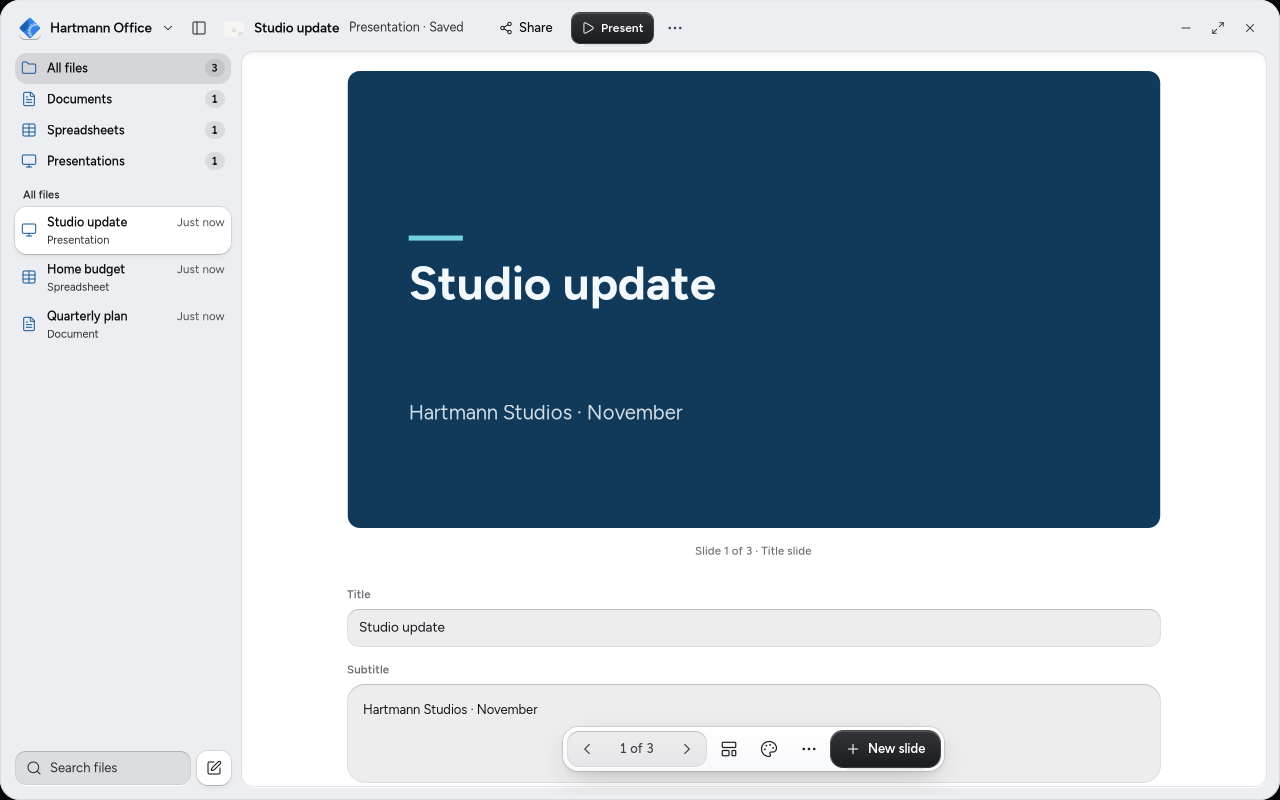 Hartmann Office
Studio update Presentation · Saved
Share
Present
All files 3
Documents 1
Spreadsheets 1
Presentations 1
All files
Studio update Just now
Presentation
Home budget Just now
Spreadsheet
Quarterly plan Just now
Document
Search files
Studio update
Hartmann Studios · November
Slide 1 of 3 · Title slide
Title
Studio update
Subtitle
Hartmann Studios · November
1 of 3
New slide